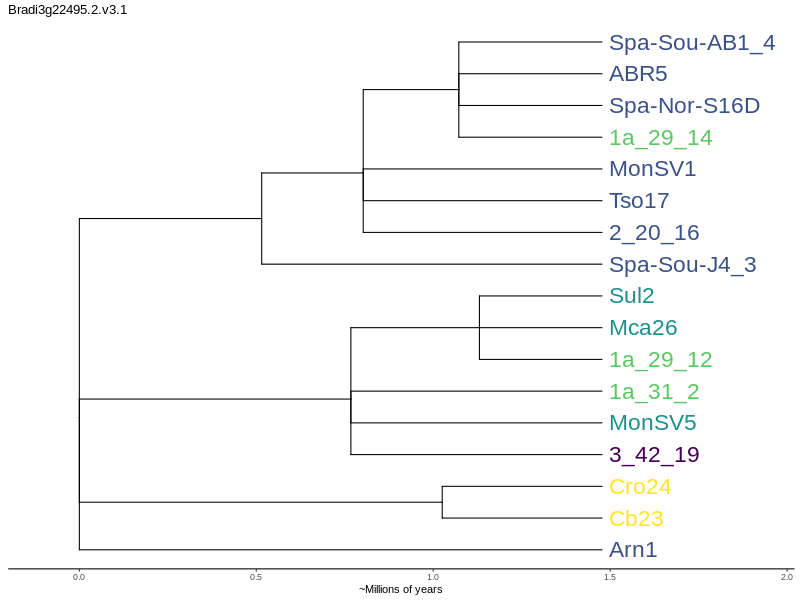 Bradi3g22495.2.v3.1
Spa-Sou-AB1_4
ABR5
Spa-Nor-S16D
1a_29_14
MonSV1
Tso17
2_20_16
Spa-Sou-J4_3
Sul2
Mca26
1a_29_12
1a_31_2
MonSV5
3_42_19
Cro24
Cb23
Arn1
0.0 0.5 1.0 1.5 2.0
~Millions of years